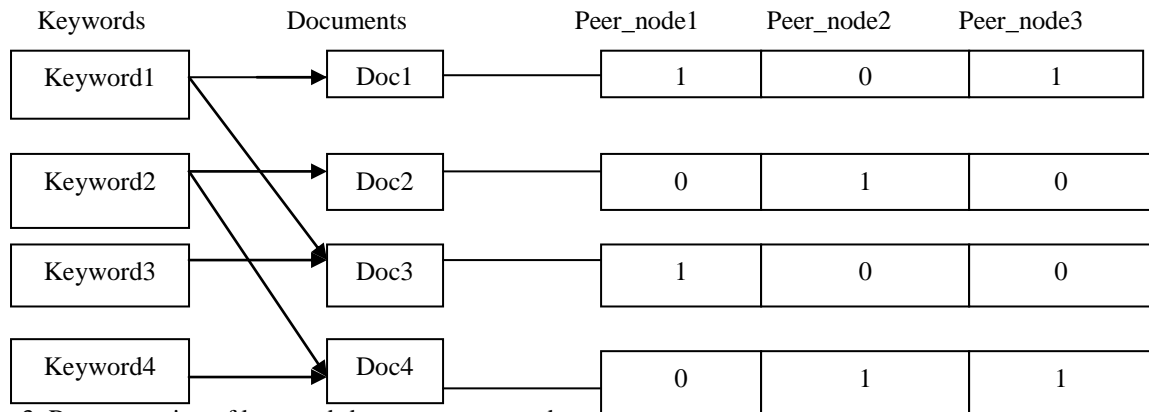 Keywords Documents Peer_node1 Peer_node2 Peer_node3
Keyword1 Doc1 1 0 1
Keyword2 Doc2 0 1 0
Keyword3 Doc3 1 0 0
Keyword4 Doc4 0 1 1